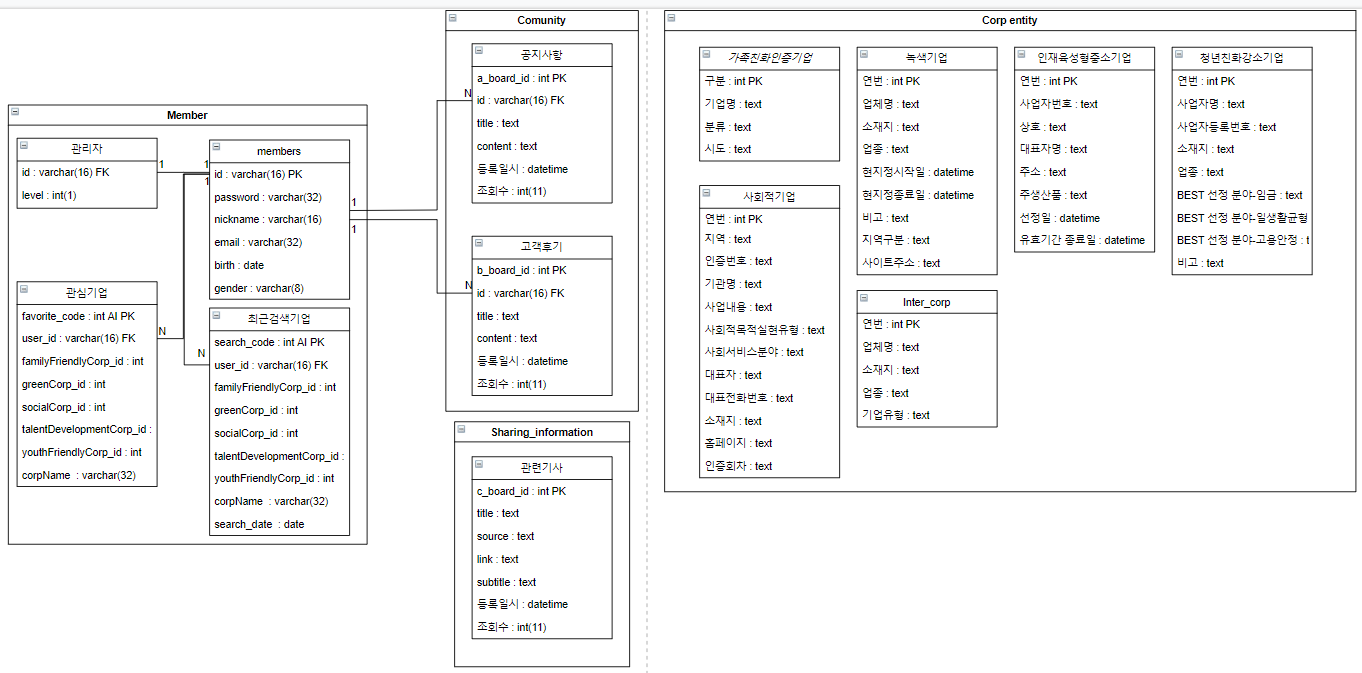 Member
관리자
id : varchar(16) FK
level : int(1)
1
1
1
members
id : varchar(16) PK
password : varchar(32)
nickname : varchar(16)
email : varchar(32)
birth : date
gender : varchar(8)
1
1
관심기업
favorite_code : int AI PK
user_id : varchar(16) FK
familyFriendlyCorp_id : int
greenCorp_id : int
socialCorp_id : int
talentDevelopmentCorp_id :
youthFriendlyCorp_id : int
corpName : varchar(32)
N
N
최근검색기업
search_code : int AI PK
user_id : varchar(16) FK
familyFriendlyCorp_id : int
greenCorp_id : int
socialCorp_id : int
talentDevelopmentCorp_id :
youthFriendlyCorp_id : int
corpName : varchar(32)
search_date : date
Comunity
공지사항
a_board_id : int PK
N
id : varchar(16) FK
title : text
content : text
등록일시 : datetime
조회수 : int(11)
고객후기
b_board_id : int PK
N
id : varchar(16) FK
title : text
content : text
등록일시 : datetime
조회수 : int(11)
Sharing_information
관련기사
c_board_id : int PK
title : text
source : text
link : text
subtitle : text
등록일시 : datetime
조회수 : int(11)
Corp entity
가족친화인증기업
구분 : int PK
기업명 : text
분류 : text
시도 : text
사회적기업
연번 : int PK
지역 : text
인증번호 : text
기관명 : text
사업내용 : text
사회적목적실현유형 : text
사회서비스분야 : text
대표자 : text
대표전화번호 : text
소재지 : text
홈페이지 : text
인증회차 : text
녹색기업
연번 : int PK
업체명 : text
소재지 : text
업종 : text
현지정시작일 : datetime
현지정종료일 : datetime
비고 : text
지역구분 : text
사이트주소 : text
Inter_corp
연번 : int PK
업체명 : text
소재지 : text
업종 : text
기업유형 : text
인재육성형중소기업
연번 : int PK
사업자번호 : text
상호 : text
대표자명 : text
주소 : text
주생산품 : text
선정일 : datetime
유효기간 종료일 : datetime
청년친화강소기업
연번 : int PK
사업자명 : text
사업자등록번호 : text
소재지 : text
업종 : text
BEST 선정 분야-임금 : text
BEST 선정 분야-일생활균형
BEST 선정 분야-고용안정 : t
비고 : text